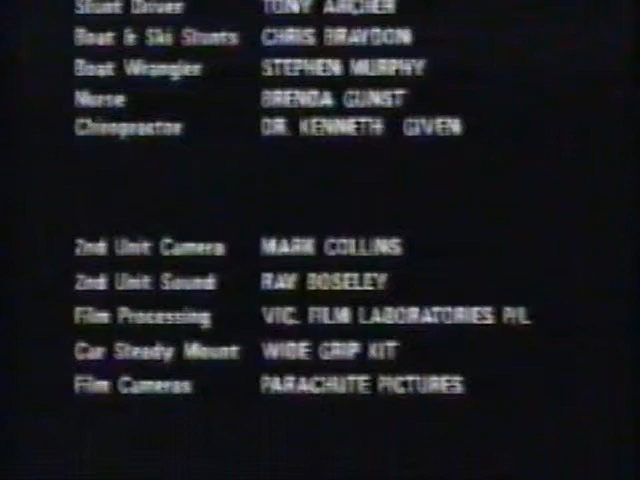 Stunt Driver TONY ARCHER
Boat & Ski Stunts CHRIS BRAYDON
Boat Wrangler STEPHEN MURPHY
Nurse BRENDA GUNST
Chiropractor DR. KENNETH GIVEN
2nd Unit Camera MARK COLLINS
2nd Unit Sound RAY BOSELEY
Film Processing VIC. FILM LABORATORIES P/L
Car Steady Mount WIDE GRIP KIT
Film Cameras PARACHUTE PICTURES